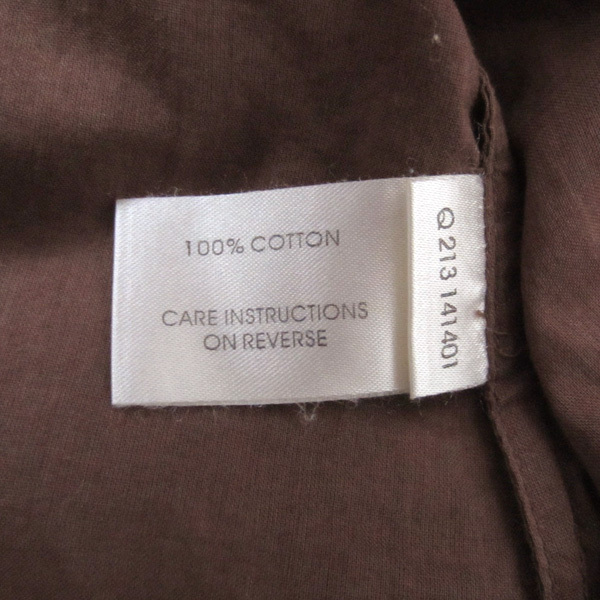 100% COTTON
CARE INSTRUCTIONS
ON REVERSE
Q 213 141401